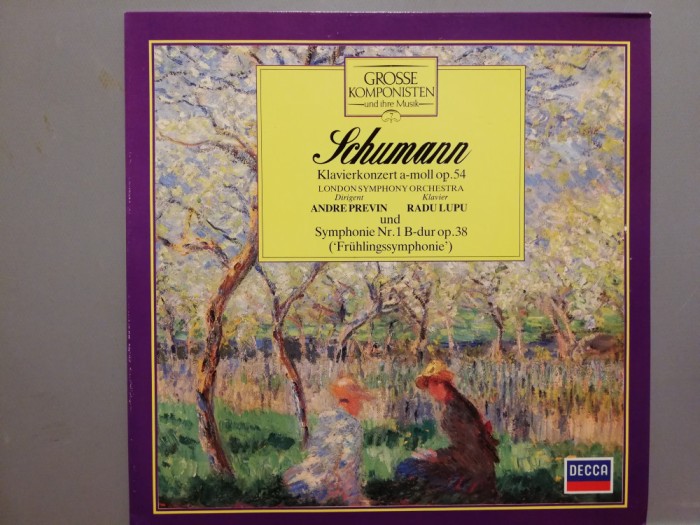 GROSSE
KOMPONISTEN
und ihre Musik
7
Schumann
Klavierkonzert a-moll op.54
LONDON SYMPHONY ORCHESTRA
Dirigent Klavier
ANDRE PREVIN RADU LUPU
und
Symphonie Nr.1 B-dur op.38
(‘Frühlingssymphonie’)
DECCA